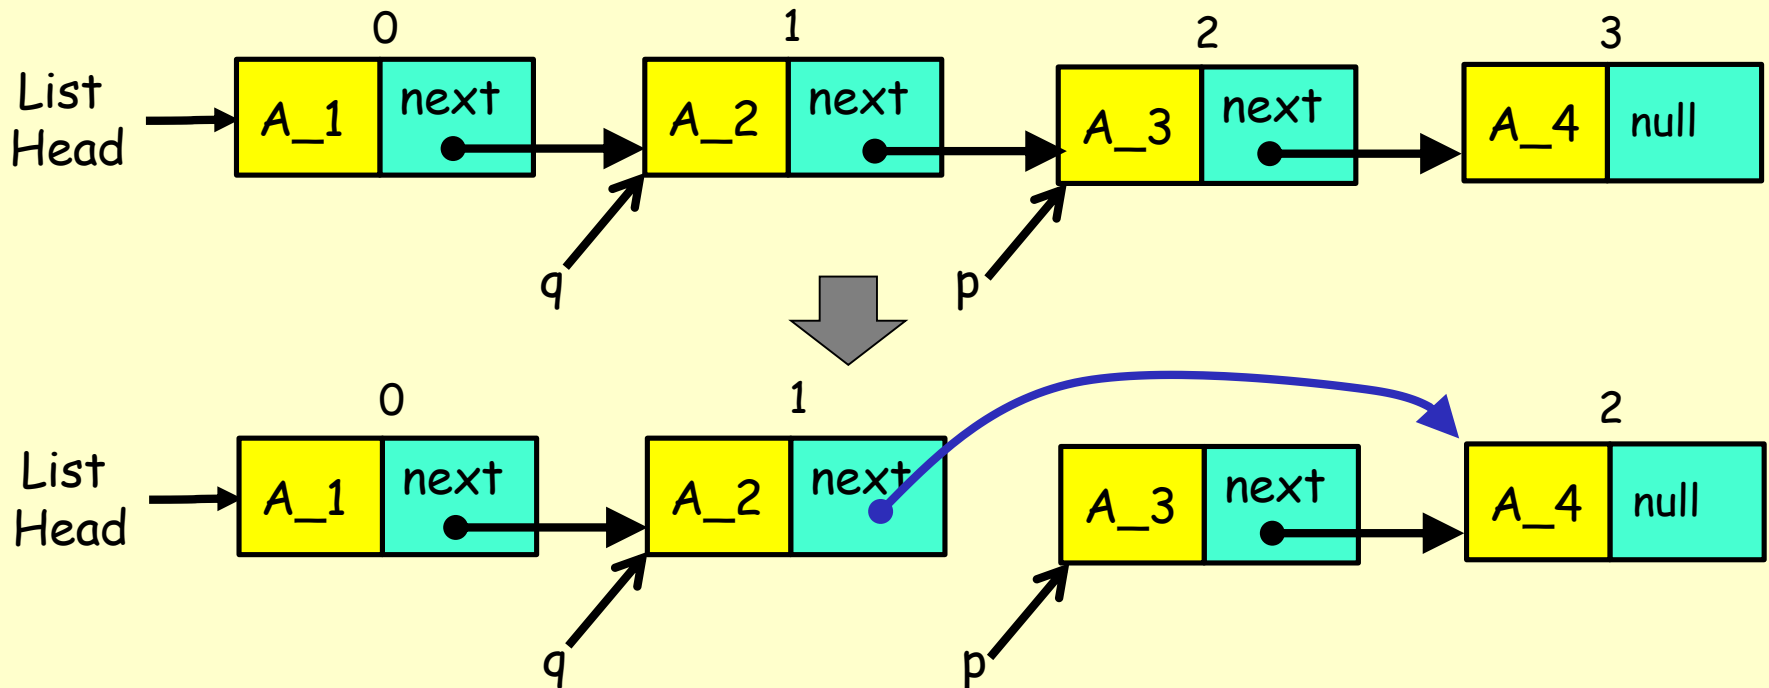 0 1 2 3
List
Head
A_1 next A_2 next A_3 next A_4 null
q p
0 1 2
List
Head
A_1 next A_2 next A_3 next A_4 null
q p